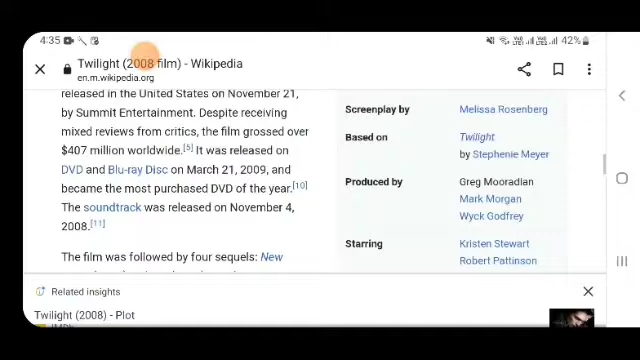 4:35 42%
Twilight (2008 film) - Wikipedia
en.m.wikipedia.org
released in the United States on November 21,
by Summit Entertainment. Despite receiving
mixed reviews from critics, the film grossed over
$407 million worldwide.[5] It was released on
DVD and Blu-ray Disc on March 21, 2009, and
became the most purchased DVD of the year.[10]
The soundtrack was released on November 4,
2008.[11]
The film was followed by four sequels: New
Screenplay by Melissa Rosenberg
Based on Twilight
by Stephenie Meyer
Produced by Greg Mooradian
Mark Morgan
Wyck Godfrey
Starring Kristen Stewart
Robert Pattinson
Related insights
Twilight (2008) - Plot
IMDb